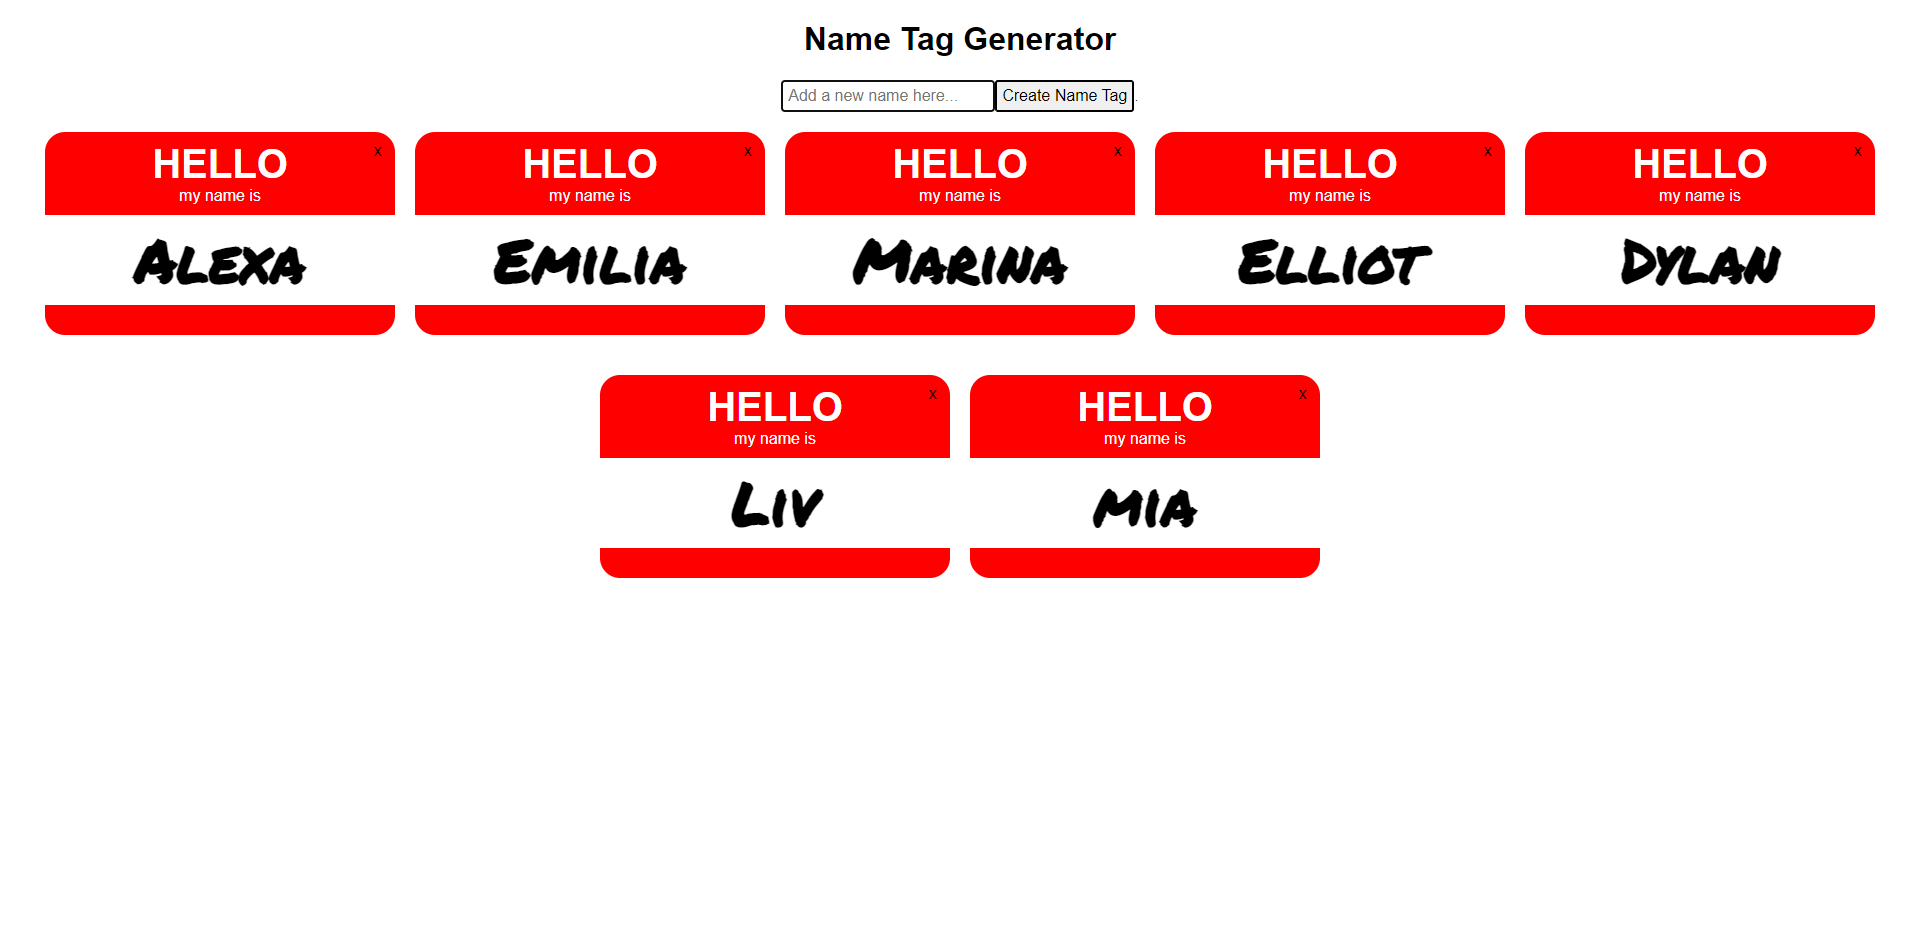 Name Tag Generator
Add a new name here... Create Name Tag .
x x x x x
HELLO HELLO HELLO HELLO HELLO
my name is my name is my name is my name is my name is
Alexa Emilia Marina Elliot Dylan
x x
HELLO HELLO
my name is my name is
Liv mia